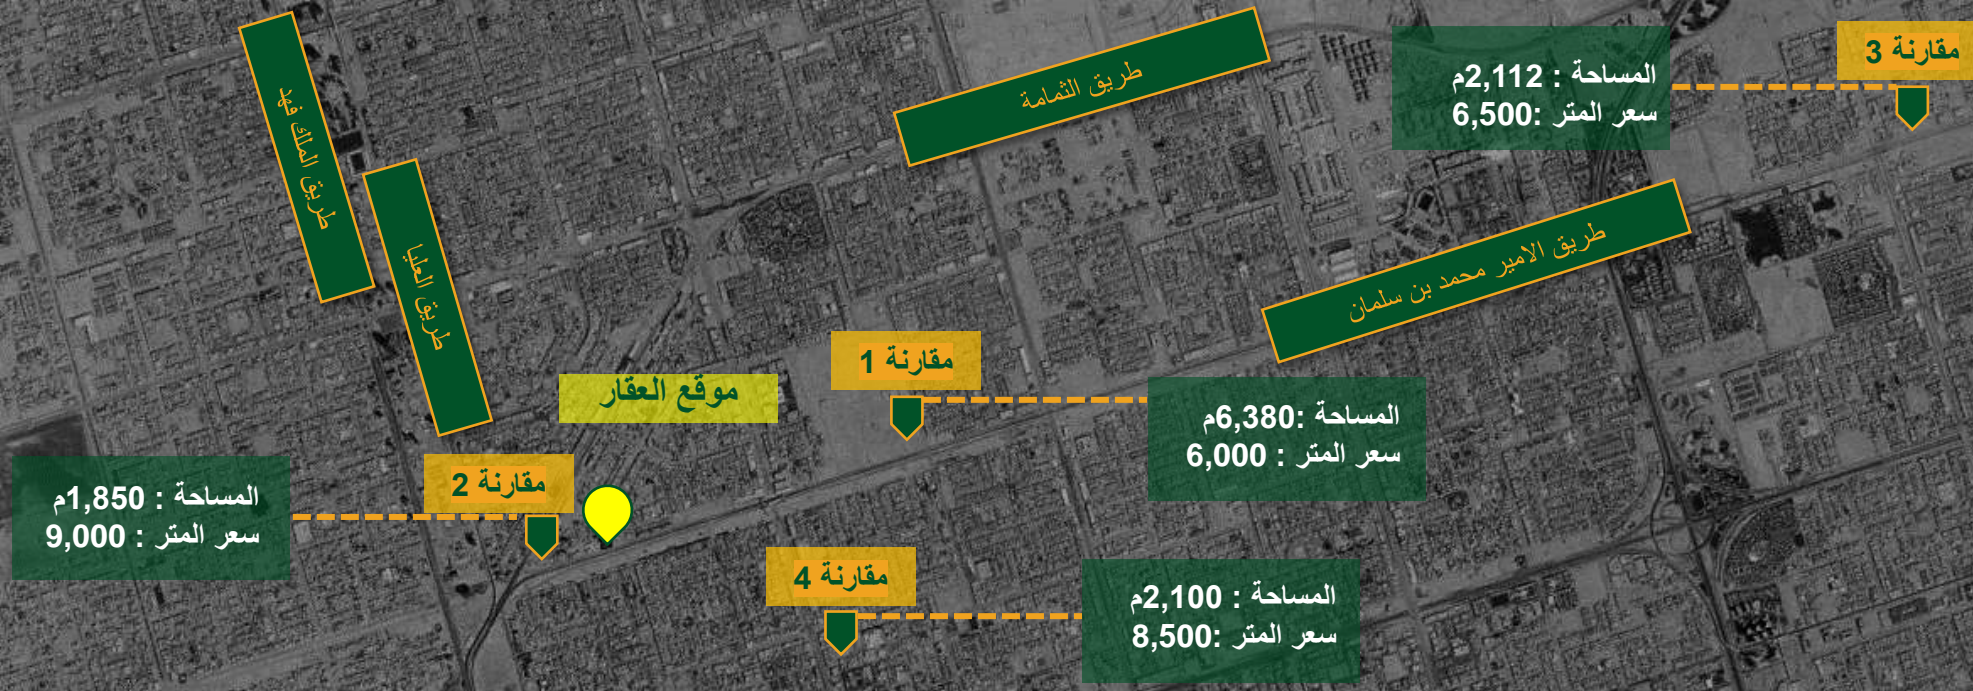 طريق الملك فهد
طريق العليا
طريق الثمامة
طريق الامير محمد بن سلمان
موقع العقار
مقارنة 3
المساحة : 2,112م
سعر المتر :6,500
مقارنة 1
المساحة :6,380م
سعر المتر : 6,000
مقارنة 2
المساحة : 1,850م
سعر المتر : 9,000
مقارنة 4
المساحة : 2,100م
سعر المتر :8,500